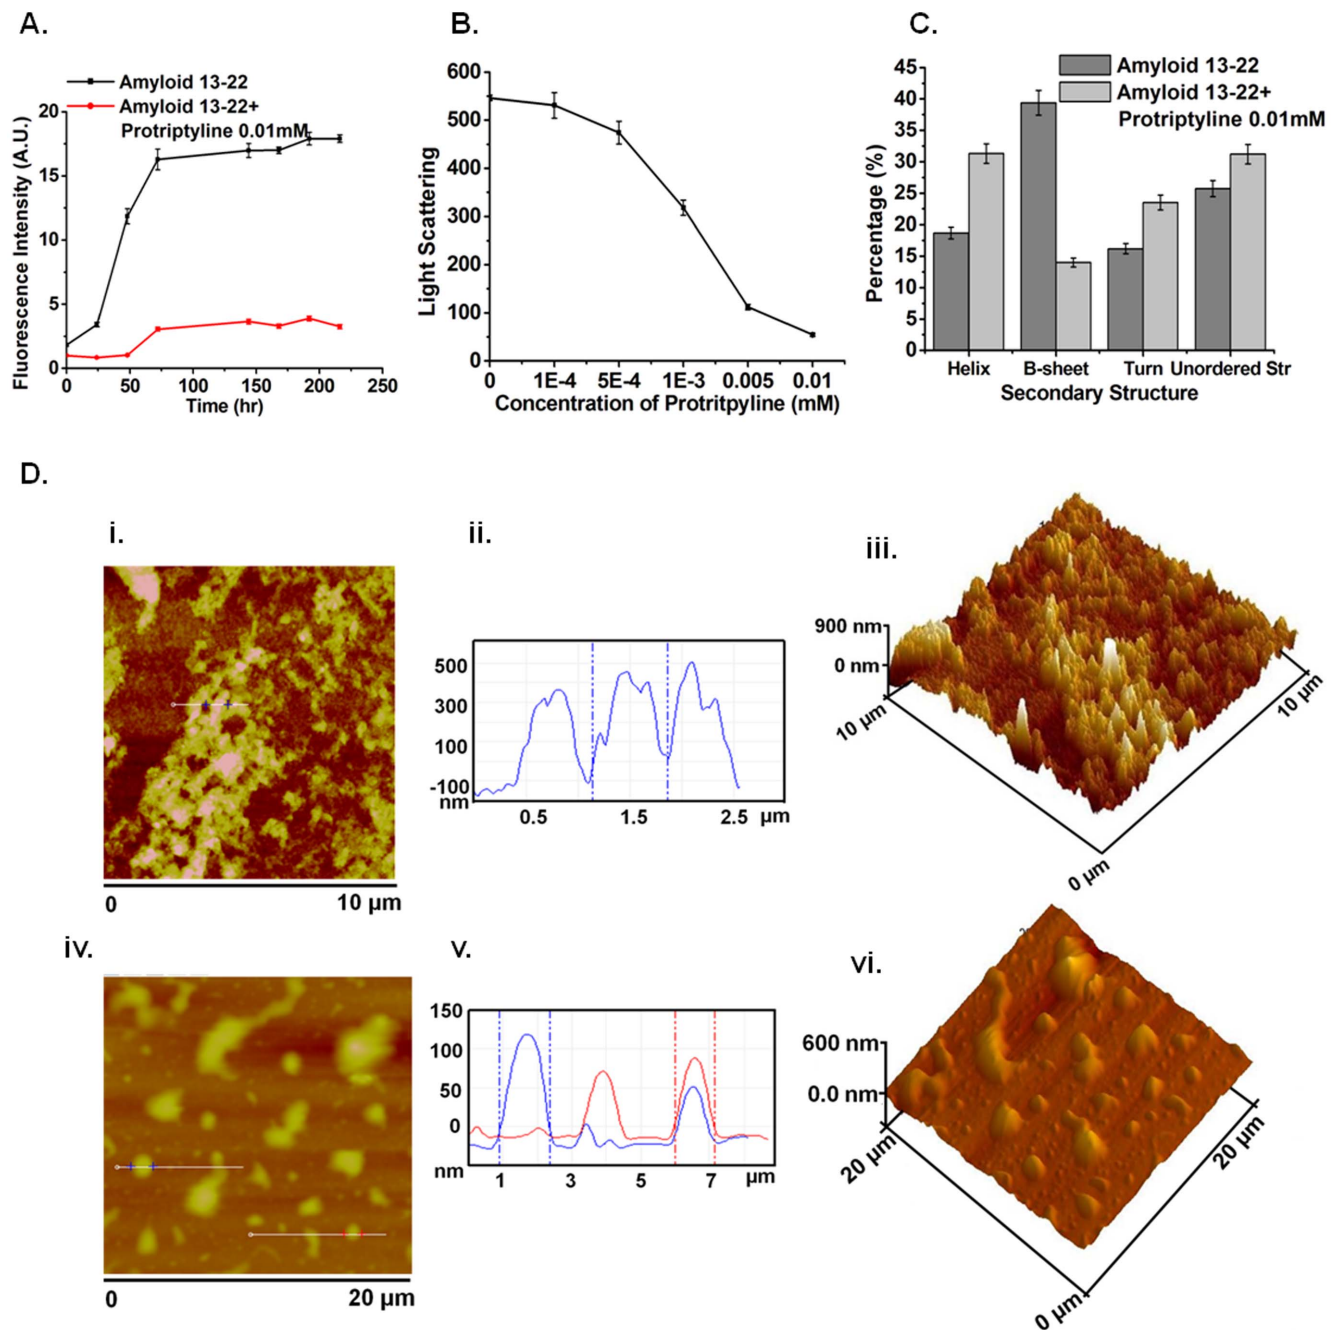 A.
Amyloid 13-22
Amyloid 13-22+
Protriptyline 0.01mM
Fluorescence Intensity (A.U.)
20
15
10
5
0
0 50 100 150 200 250
Time (hr)
B.
Light Scattering
600
500
400
300
200
100
0
0 1E-4 5E-4 1E-3 0.005 0.01
Concentration of Protritpyline (mM)
C.
Amyloid 13-22
Amyloid 13-22+
Protriptyline 0.01mM
Percentage (%)
45
40
35
30
25
20
15
10
5
0
Helix B-sheet Turn Unordered Str
Secondary Structure
D.
i.
0 10 µm
ii.
500
300
100
-100
nm
0.5 1.5 2.5 µm
iii.
900 nm
0 nm
10 µm
10 µm
0 µm
iv.
0 20 µm
v.
150
100
50
0
nm
1 3 5 7 µm
vi.
600 nm
0.0 nm
20 µm
20 µm
0 µm